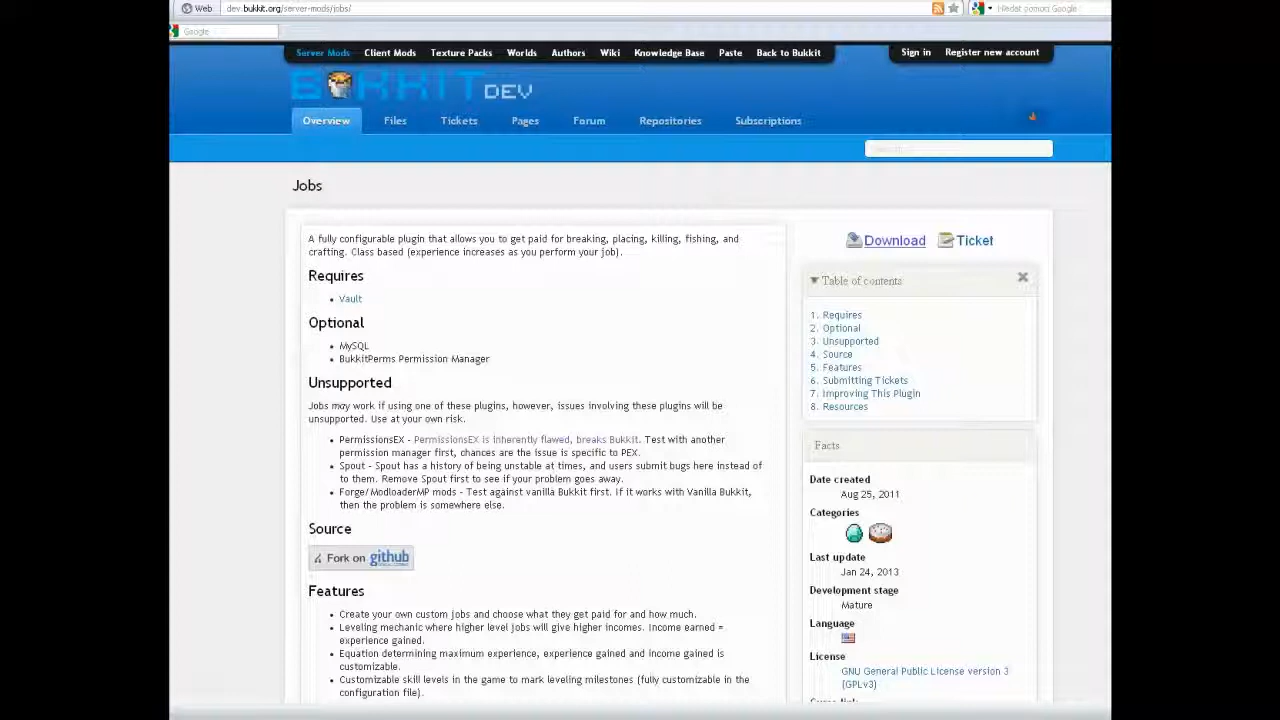 Web dev.bukkit.org/server-mods/jobs/ Hledat pomocí Google
Google
Server Mods Client Mods Texture Packs Worlds Authors Wiki Knowledge Base Paste Back to Bukkit Sign in Register new account
BUKKIT DEV
Overview Files Tickets Pages Forum Repositories Subscriptions
Jobs
A fully configurable plugin that allows you to get paid for breaking, placing, killing, fishing, and
crafting. Class based (experience increases as you perform your job).
Requires
Vault
Optional
MySQL
BukkitPerms Permission Manager
Unsupported
Jobs may work if using one of these plugins, however, issues involving these plugins will be
unsupported. Use at your own risk.
PermissionsEX - PermissionsEX is inherently flawed, breaks Bukkit. Test with another
permission manager first, chances are the issue is specific to PEX.
Spout - Spout has a history of being unstable at times, and users submit bugs here instead of
to them. Remove Spout first to see if your problem goes away.
Forge/ModloaderMP mods - Test against vanilla Bukkit first. If it works with Vanilla Bukkit,
then the problem is somewhere else.
Source
Fork on github
Features
Create your own custom jobs and choose what they get paid for and how much.
Leveling mechanic where higher level jobs will give higher incomes. Income earned =
experience gained.
Equation determining maximum experience, experience gained and income gained is
customizable.
Customizable skill levels in the game to mark leveling milestones (fully customizable in the
configuration file).
Download Ticket
Table of contents
1. Requires
2. Optional
3. Unsupported
4. Source
5. Features
6. Submitting Tickets
7. Improving This Plugin
8. Resources
Facts
Date created
Aug 25, 2011
Categories
Last update
Jan 24, 2013
Development stage
Mature
Language
License
GNU General Public License version 3
(GPLv3)